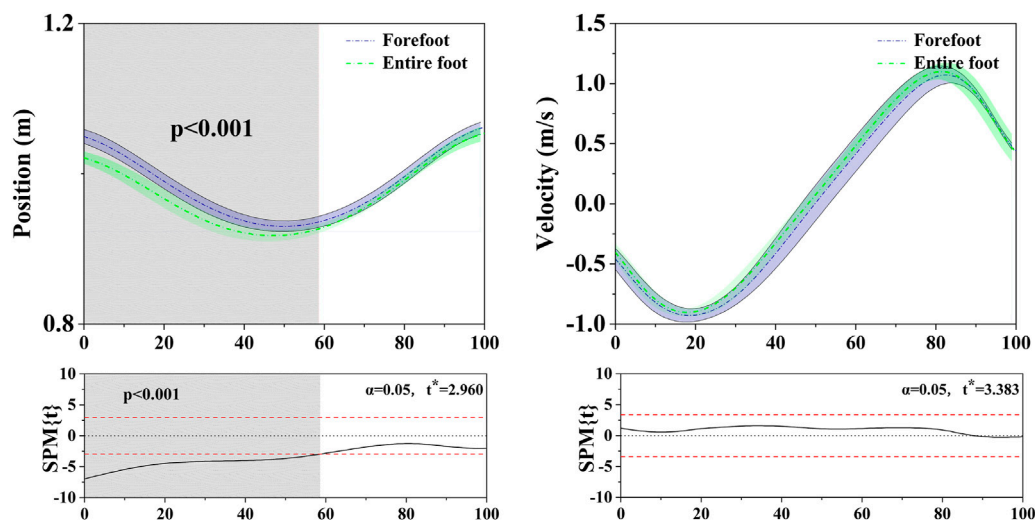 1.2
0.8
Position (m)
Forefoot
Entire foot
p<0.001
0 20 40 60 80 100
1.5
1.0
0.5
0.0
-0.5
-1.0
Velocity (m/s )
Forefoot
Entire foot
0 20 40 60 80 100
10
5
0
-5
-10
SPM{t}
p<0.001
α=0.05, t*=2.960
0 20 40 60 80 100
10
5
0
-5
-10
SPM{t}
α=0.05, t*=3.383
0 20 40 60 80 100